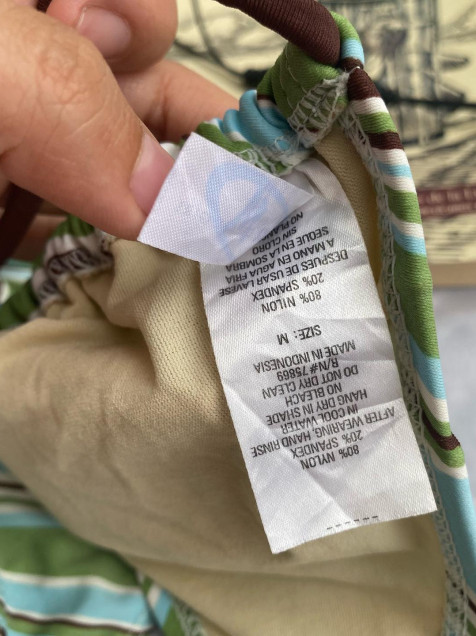 80% NYLON
20% SPANDEX
AFTER WEARING, HAND RINSE
IN COOL WATER
HANG DRY IN SHADE
NO BLEACH
DO NOT DRY CLEAN
R/N#75869
MADE IN INDONESIA
SIZE: M
80% NILON
20% SPANDEX
DESPUES DE USAR LAVESE
A MANO EN AGUA FRIA
SEQUE EN LA SOMBRA
SIN CLORO
NO